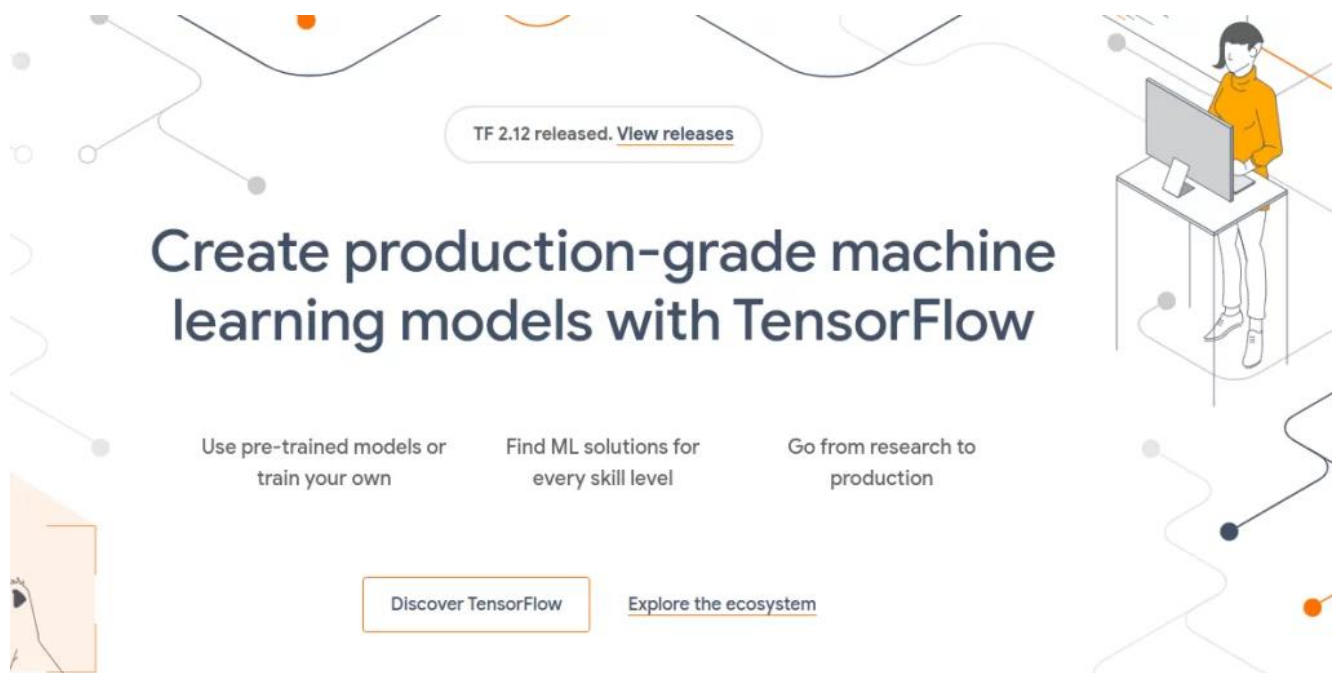 TF 2.12 released. View releases
Create production-grade machine
learning models with TensorFlow
Use pre-trained models or
train your own
Find ML solutions for
every skill level
Go from research to
production
Discover TensorFlow
Explore the ecosystem